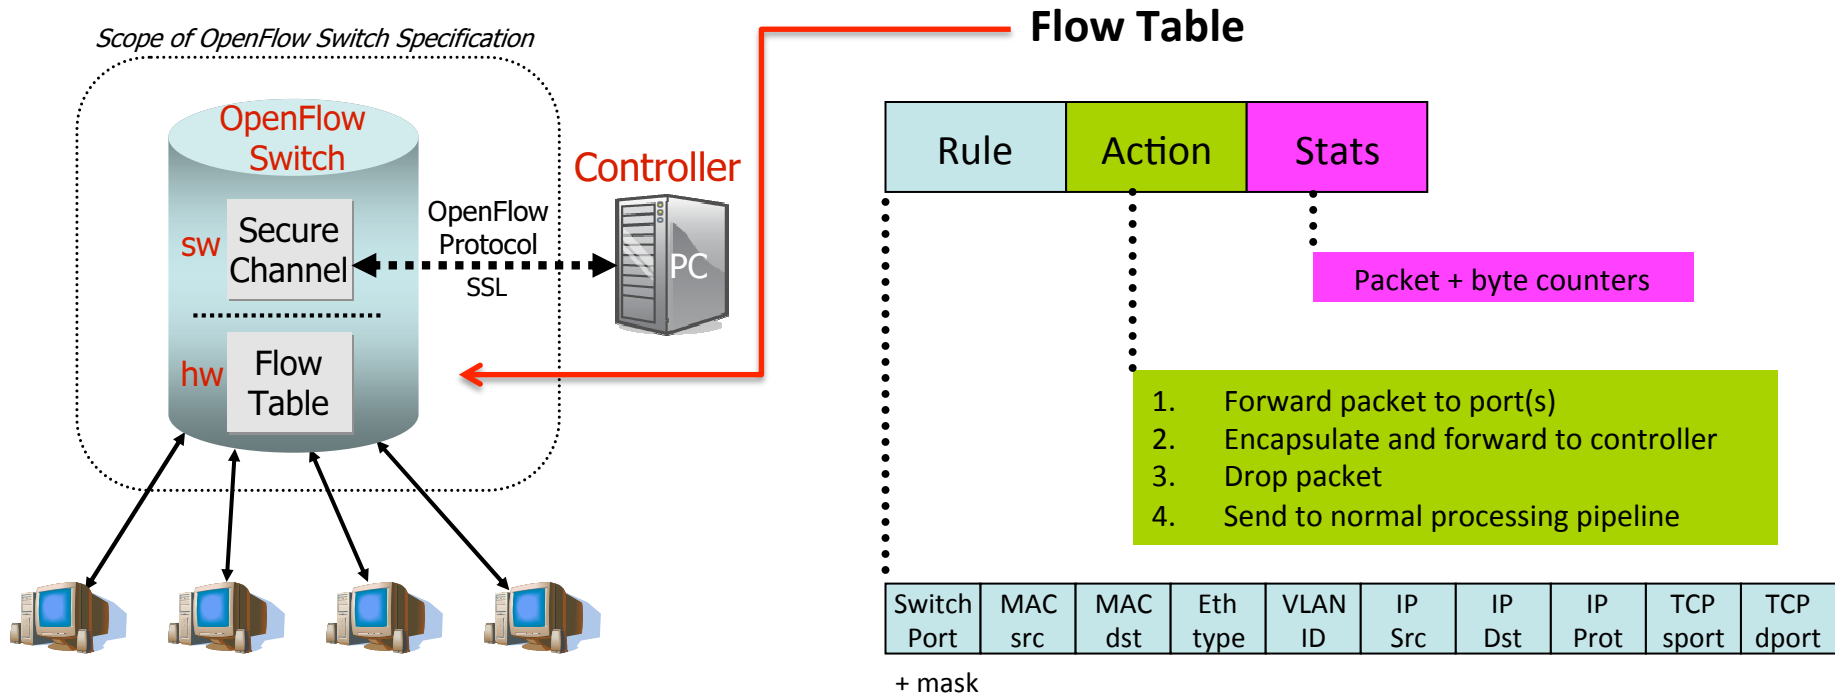 Scope of OpenFlow Switch Specification
OpenFlow
Switch
sw
Secure
Channel
hw
Flow
Table
OpenFlow
Protocol
SSL
Controller
PC
Flow Table
Rule
Action
Stats
Packet + byte counters
1. Forward packet to port(s)
2. Encapsulate and forward to controller
3. Drop packet
4. Send to normal processing pipeline
Switch
Port
MAC
src
MAC
dst
Eth
type
VLAN
ID
IP
Src
IP
Dst
IP
Prot
TCP
sport
TCP
dport
+ mask